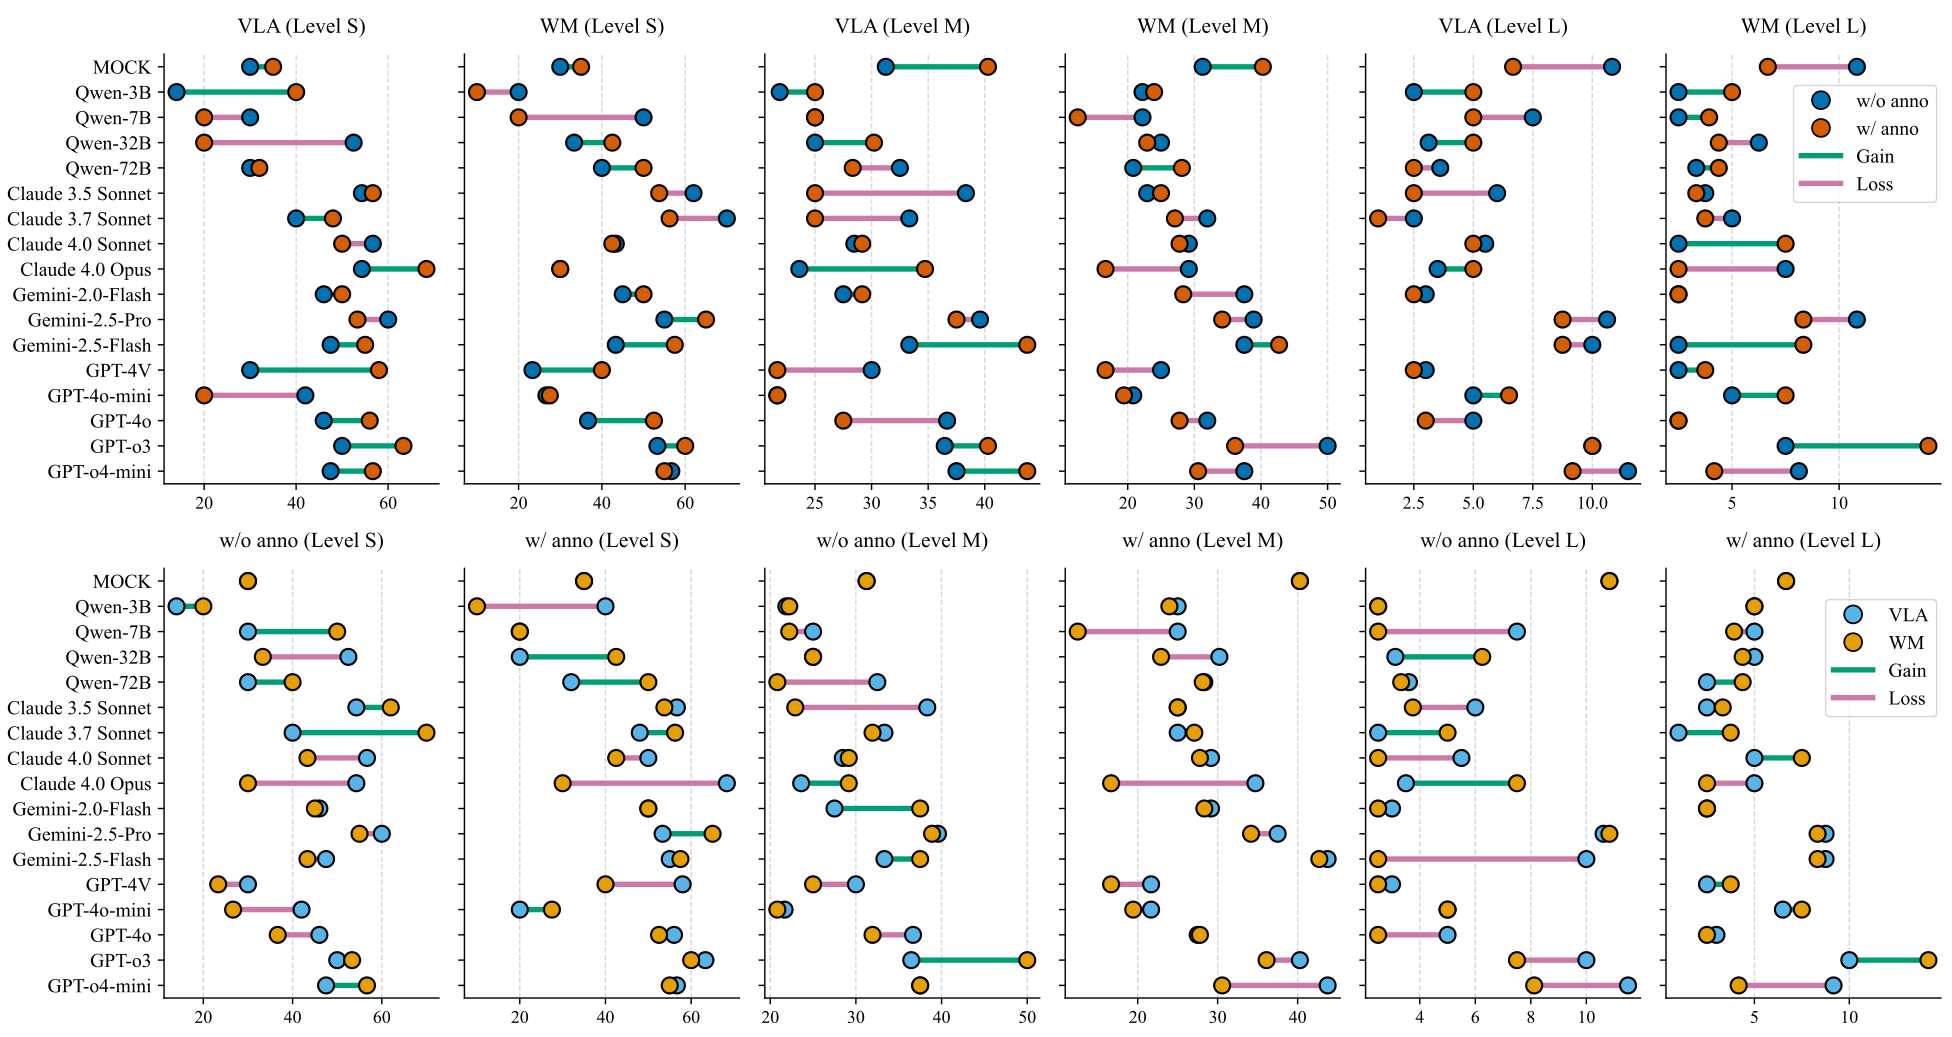 VLA (Level S)
WM (Level S)
VLA (Level M)
WM (Level M)
VLA (Level L)
WM (Level L)
MOCK
Qwen-3B
Qwen-7B
Qwen-32B
Qwen-72B
Claude 3.5 Sonnet
Claude 3.7 Sonnet
Claude 4.0 Sonnet
Claude 4.0 Opus
Gemini-2.0-Flash
Gemini-2.5-Pro
Gemini-2.5-Flash
GPT-4V
GPT-4o-mini
GPT-4o
GPT-o3
GPT-o4-mini
w/o anno
w/ anno
Gain
Loss
20 40 60
20 40 60
25 30 35 40
20 30 40 50
2.5 5.0 7.5 10.0
5 10
w/o anno (Level S)
w/ anno (Level S)
w/o anno (Level M)
w/ anno (Level M)
w/o anno (Level L)
w/ anno (Level L)
MOCK
Qwen-3B
Qwen-7B
Qwen-32B
Qwen-72B
Claude 3.5 Sonnet
Claude 3.7 Sonnet
Claude 4.0 Sonnet
Claude 4.0 Opus
Gemini-2.0-Flash
Gemini-2.5-Pro
Gemini-2.5-Flash
GPT-4V
GPT-4o-mini
GPT-4o
GPT-o3
GPT-o4-mini
VLA
WM
Gain
Loss
20 40 60
20 40 60
20 30 40 50
20 30 40
4 6 8 10
5 10